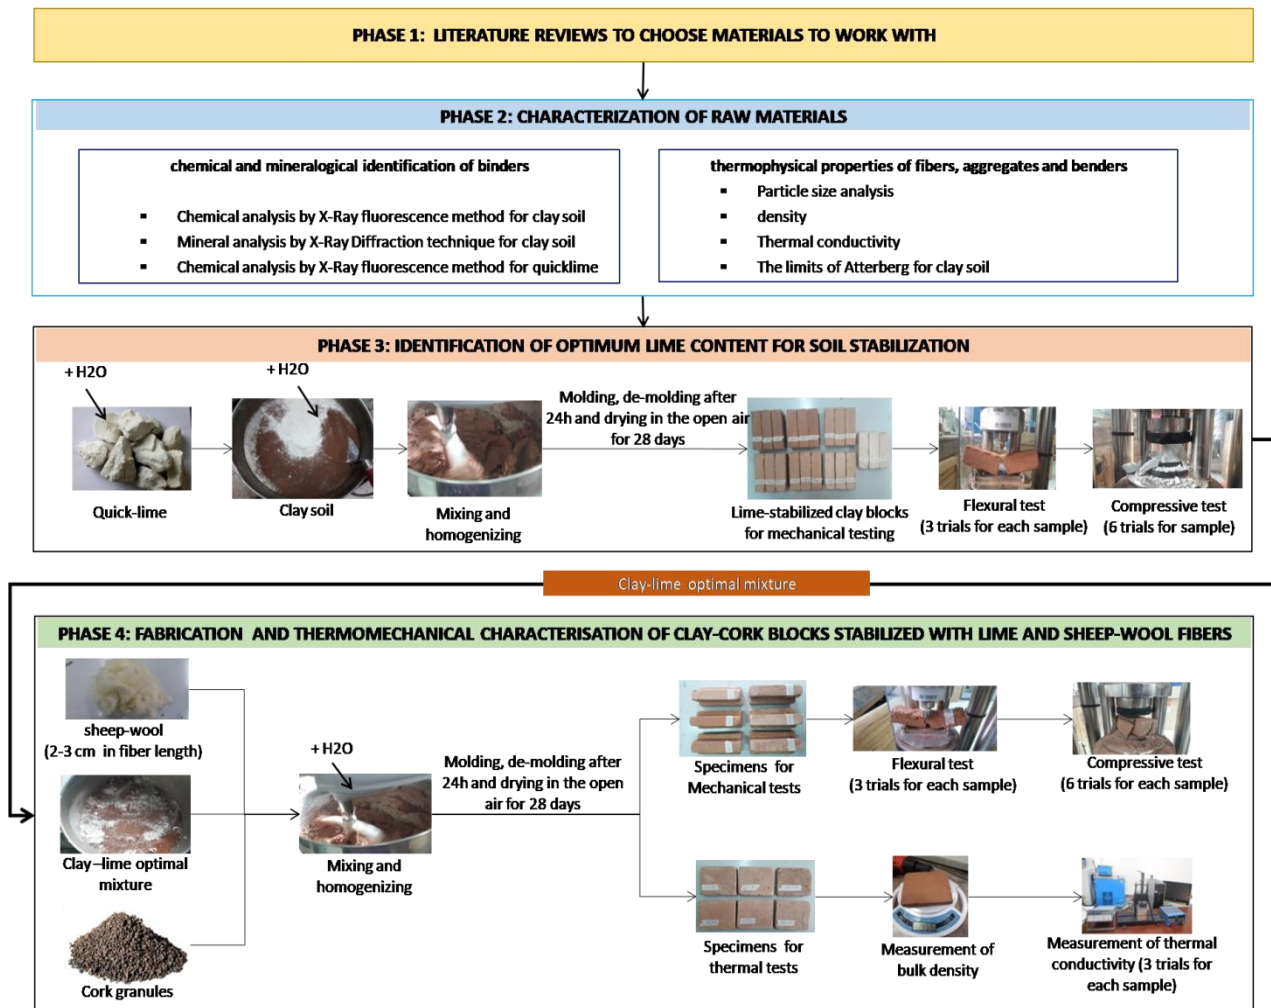 PHASE 1: LITERATURE REVIEWS TO CHOOSE MATERIALS TO WORK WITH
PHASE 2: CHARACTERIZATION OF RAW MATERIALS
chemical and mineralogical identification of binders
▪ Chemical analysis by X-Ray fluorescence method for clay soil
▪ Mineral analysis by X-Ray Diffraction technique for clay soil
▪ Chemical analysis by X-Ray fluorescence method for quicklime
thermophysical properties of fibers, aggregates and benders
▪ Particle size analysis
▪ density
▪ Thermal conductivity
▪ The limits of Atterberg for clay soil
PHASE 3: IDENTIFICATION OF OPTIMUM LIME CONTENT FOR SOIL STABILIZATION
+ H2O
+ H2O
Molding, de-molding after
24h and drying in the open air
for 28 days
Quick-lime
Clay soil
Mixing and
homogenizing
Lime-stabilized clay blocks
for mechanical testing
Flexural test
(3 trials for each sample)
Compressive test
(6 trials for sample)
Clay-lime optimal mixture
PHASE 4: FABRICATION AND THERMOMECHANICAL CHARACTERISATION OF CLAY-CORK BLOCKS STABILIZED WITH LIME AND SHEEP-WOOL FIBERS
sheep-wool
(2-3 cm in fiber length)
Clay–lime optimal
mixture
Cork granules
+ H2O
Mixing and
homogenizing
Molding, de-molding after
24h and drying in the open
air for 28 days
Specimens for
Mechanical tests
Flexural test
(3 trials for each sample)
Compressive test
(6 trials for each sample)
Specimens for
thermal tests
Measurement of
bulk density
Measurement of thermal
conductivity (3 trials for
each sample)